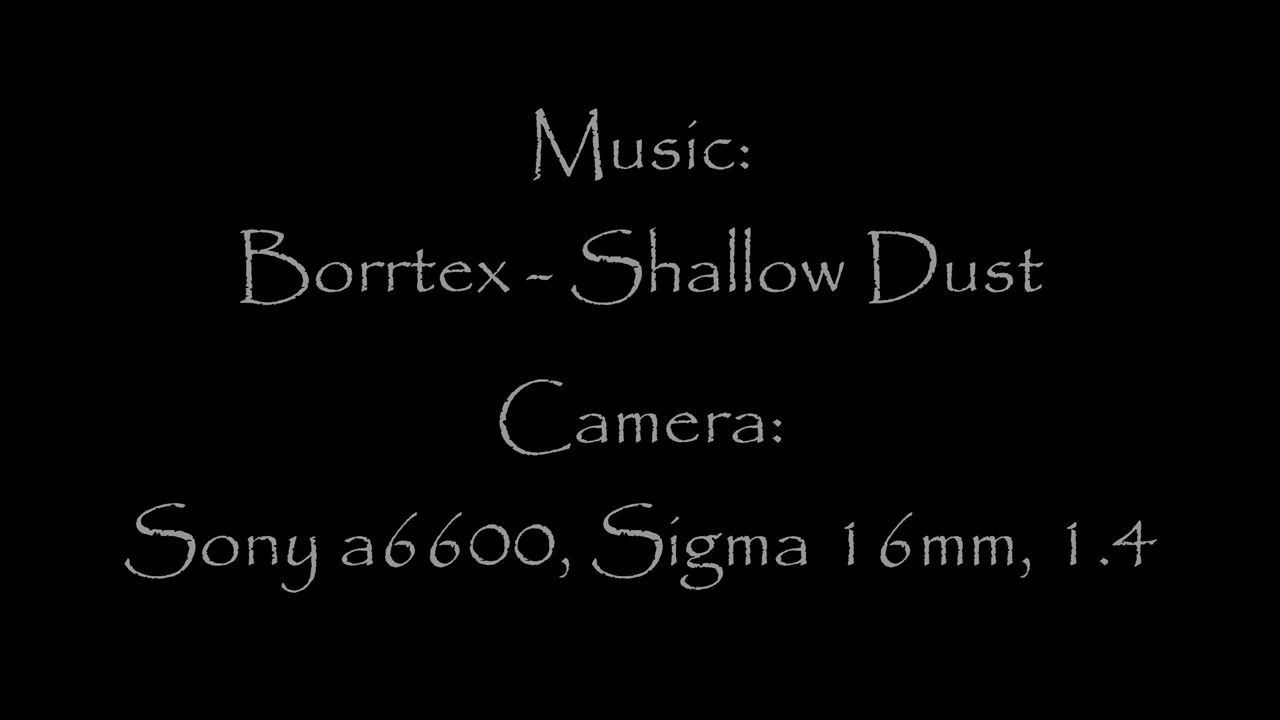 Music:
Borrtex - Shallow Dust
Camera:
Sony a6600, Sigma 16mm, 1.4